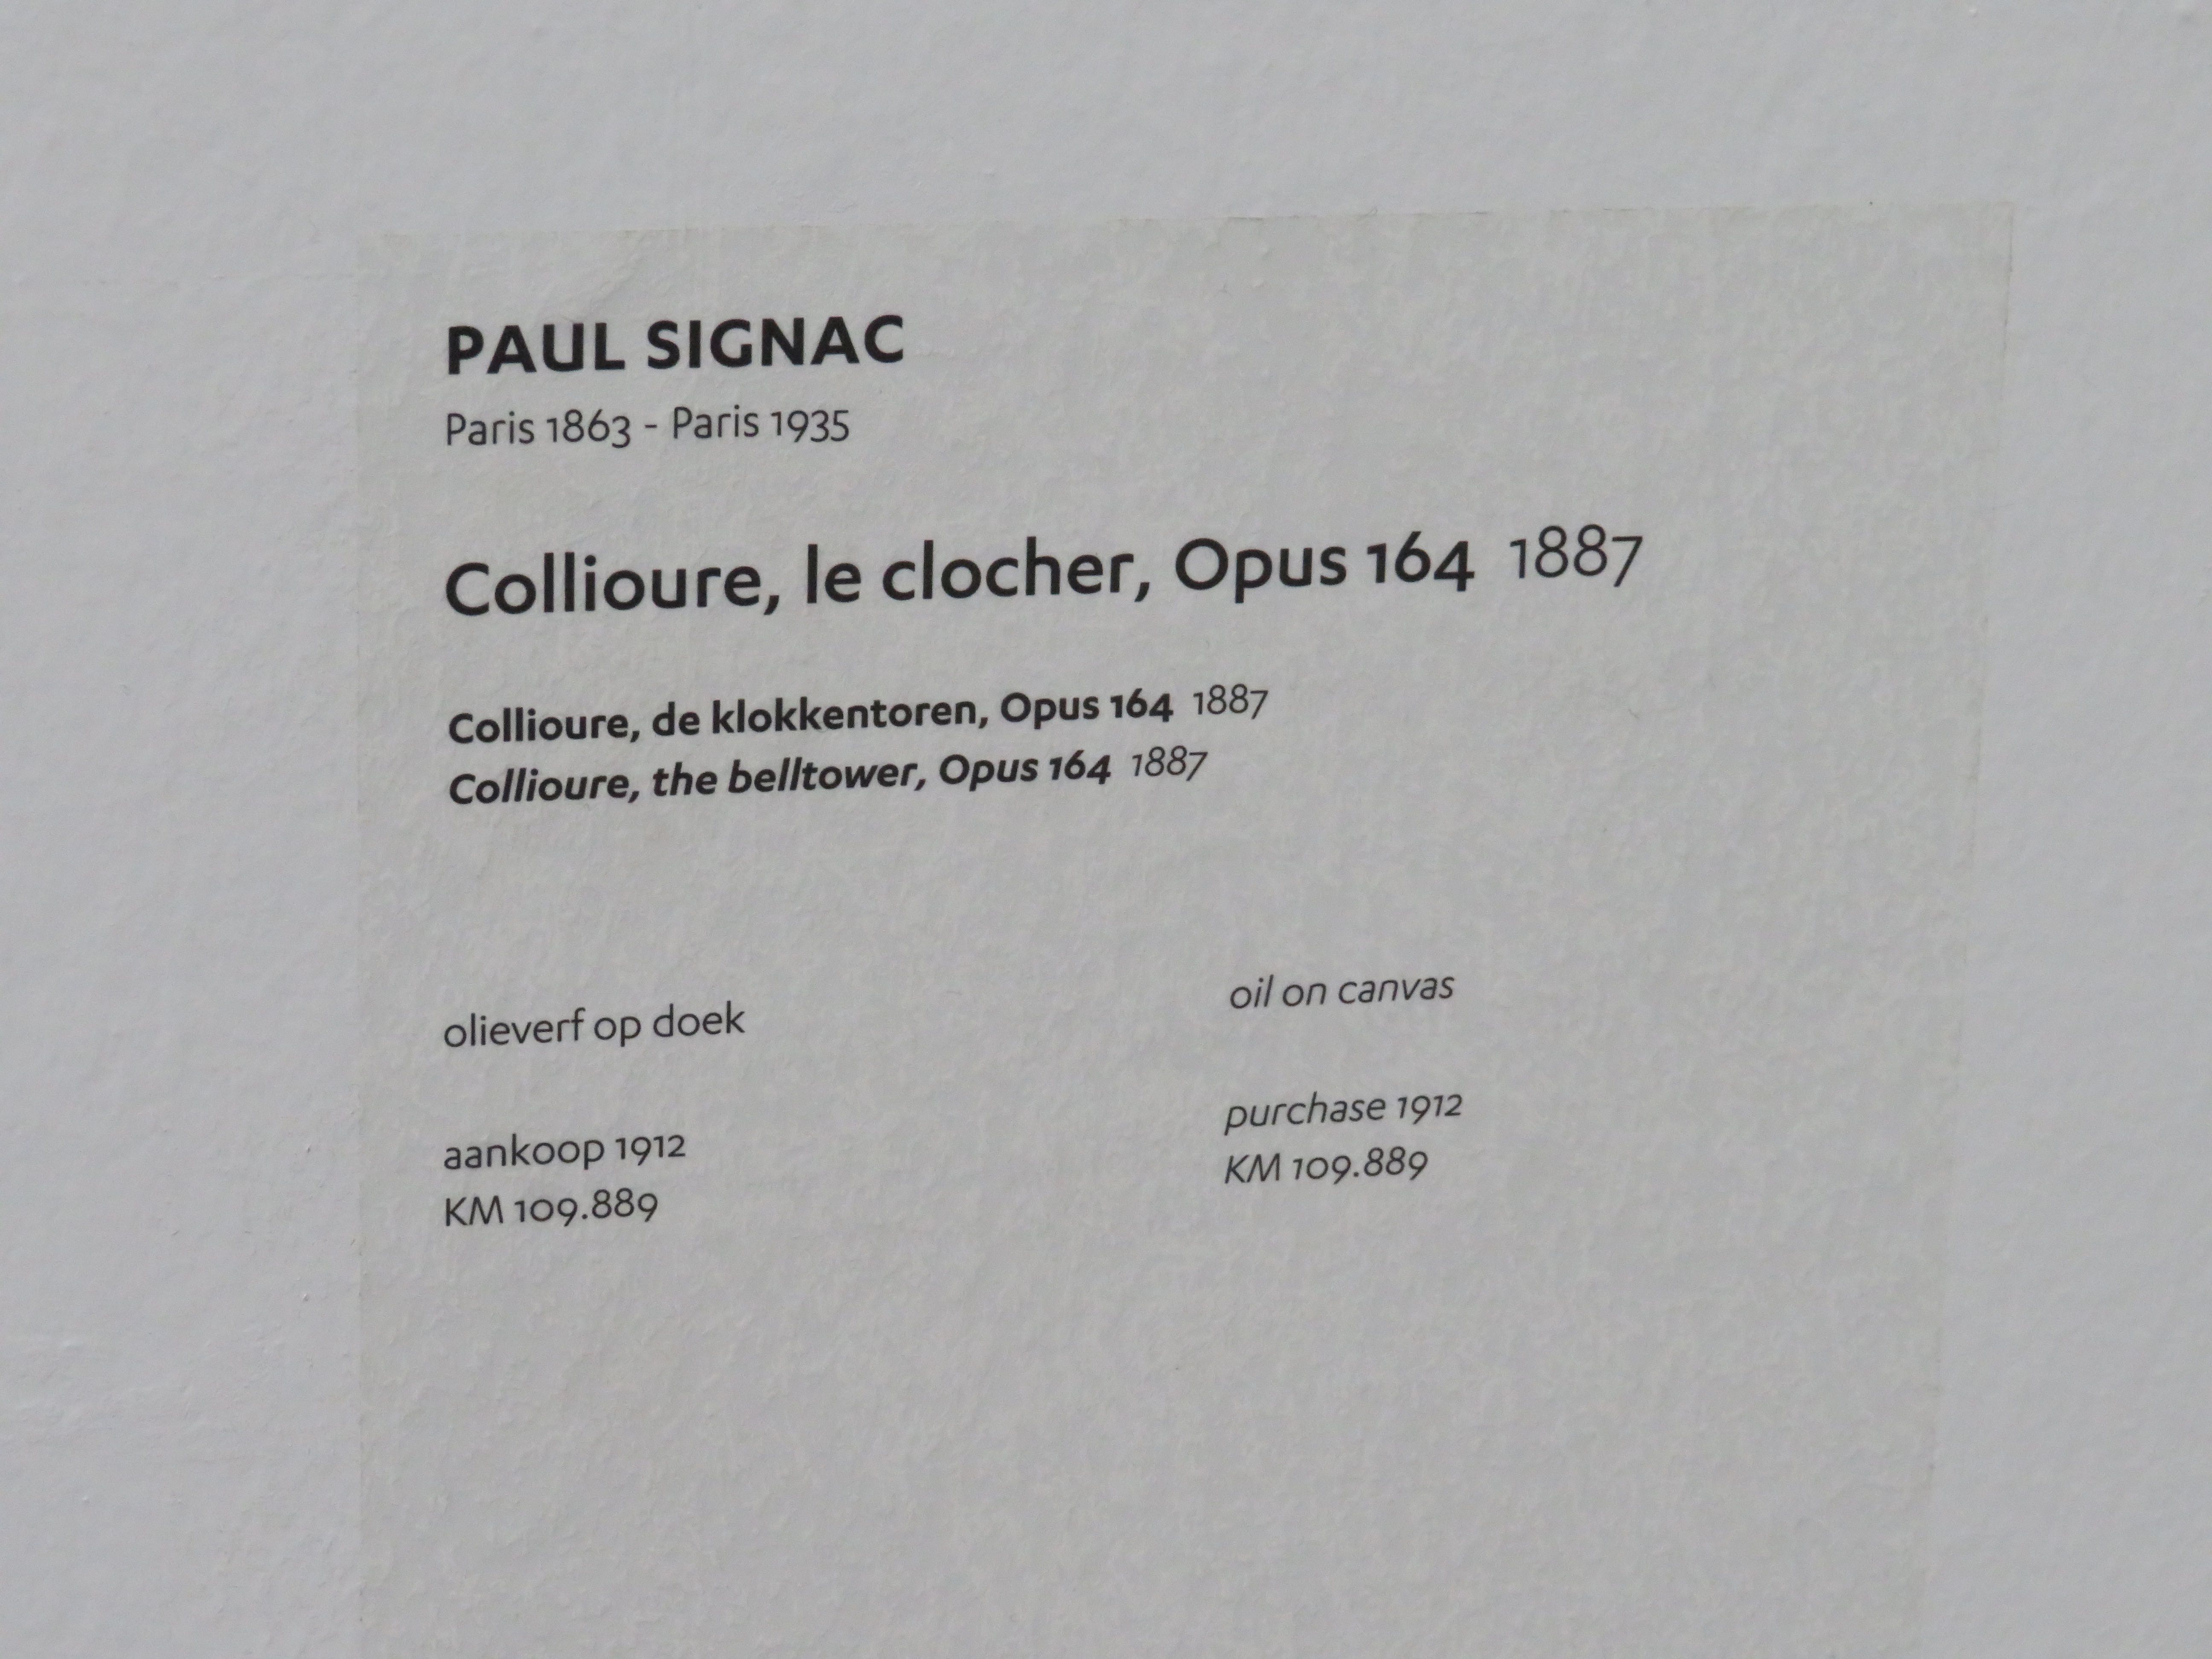 PAUL SIGNAC
Paris 1863 - Paris 1935
Collioure, le clocher, Opus 164 1887
Collioure, de klokkentoren, Opus 164 1887
Collioure, the belltower, Opus 164 1887
olieverf op doek
aankoop 1912
KM 109.889
oil on canvas
purchase 1912
KM 109.889